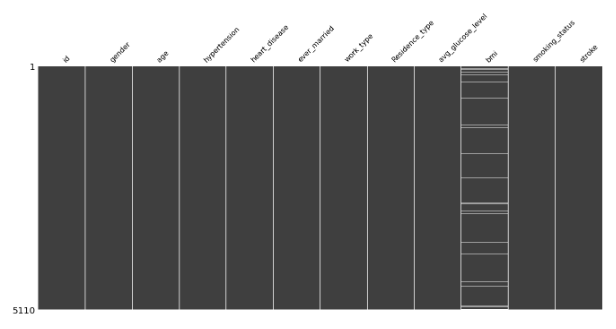 id
gender
age
hypertension
heart_disease
ever_married
work_type
Residence_type
avg_glucose_level
bmi
smoking_status
stroke
1
5110